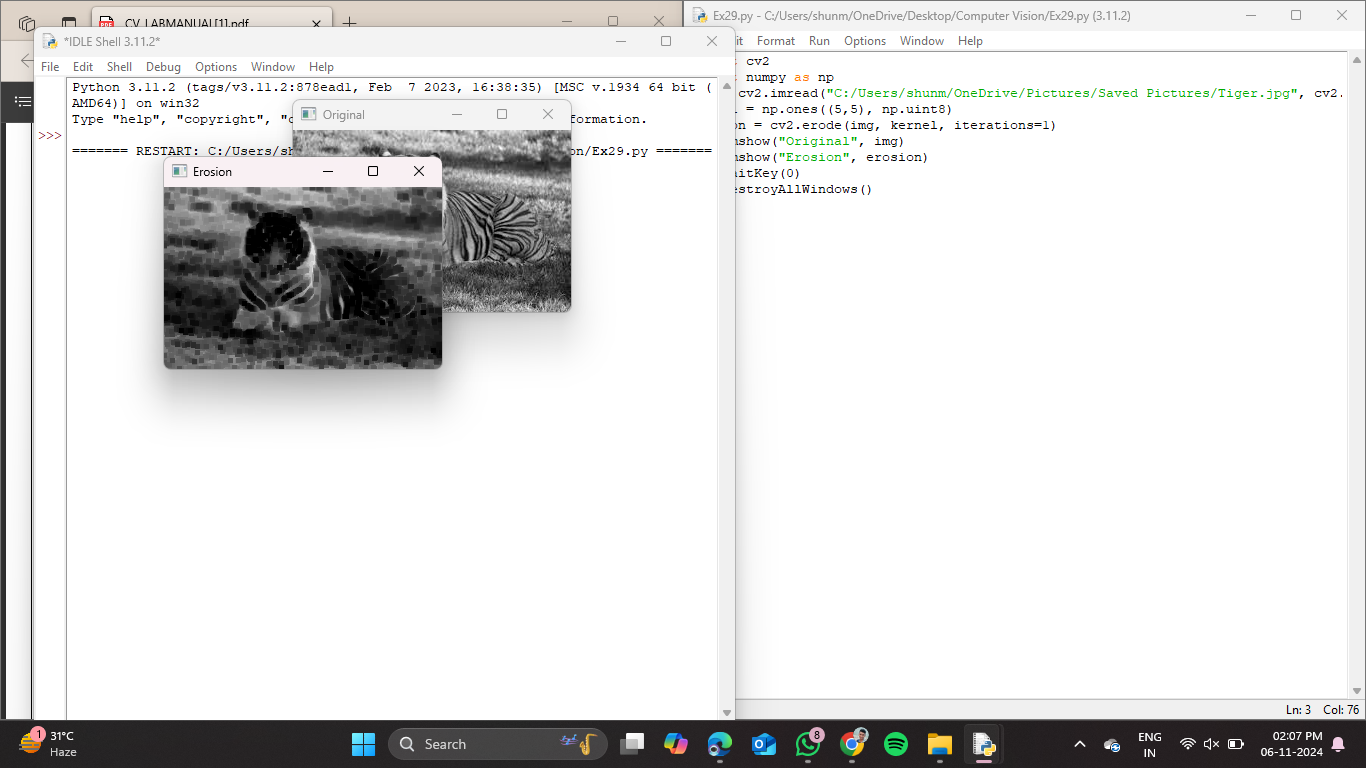 CV_LABMANUAL[1].pdf
*IDLE Shell 3.11.2*
File Edit Shell Debug Options Window Help
Python 3.11.2 (tags/v3.11.2:878ead1, Feb  7 2023, 16:38:35) [MSC v.1934 64 bit (
AMD64)] on win32
Type "help", "copyright", "c
formation.
>>>
======= RESTART: C:/Users/sh
on/Ex29.py =======
Original
Erosion
Ex29.py - C:/Users/shunm/OneDrive/Desktop/Computer Vision/Ex29.py (3.11.2)
it Format Run Options Window Help
cv2
numpy as np
cv2.imread("C:/Users/shunm/OneDrive/Pictures/Saved Pictures/Tiger.jpg", cv2.
= np.ones((5,5), np.uint8)
on = cv2.erode(img, kernel, iterations=1)
mshow("Original", img)
mshow("Erosion", erosion)
itKey(0)
estroyAllWindows()
Ln: 3 Col: 76
1
31°C
Haze
Search
8
ENG
IN
02:07 PM
06-11-2024